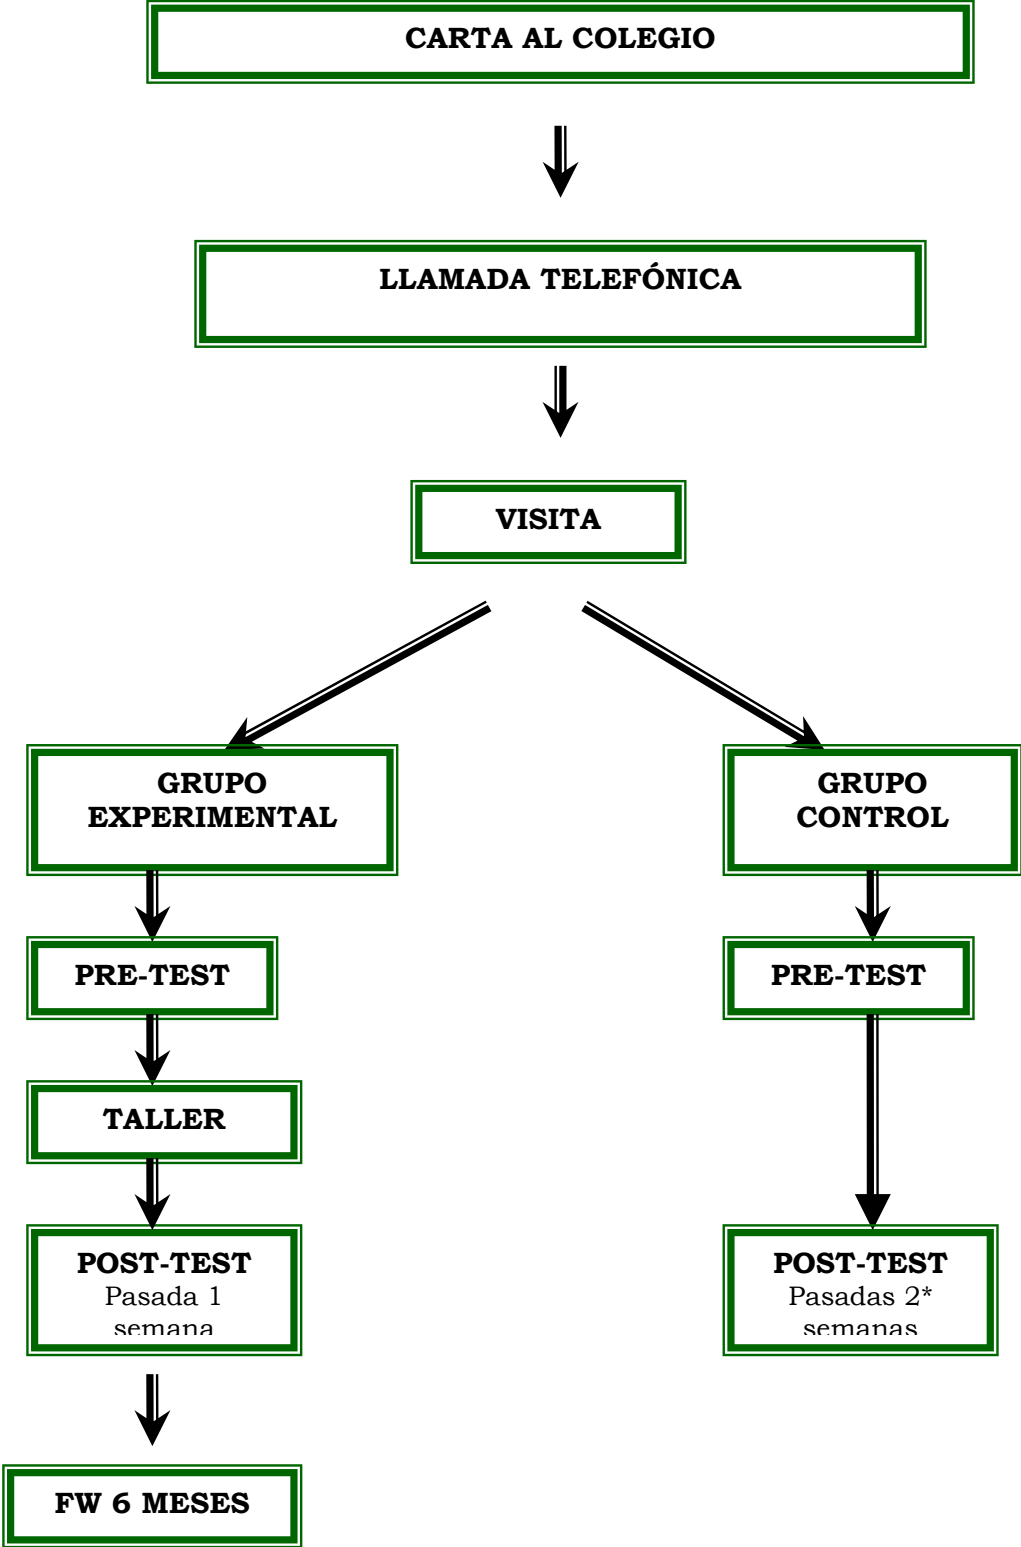 CARTA AL COLEGIO
LLAMADA TELEFÓNICA
VISITA
GRUPO
EXPERIMENTAL
GRUPO
CONTROL
PRE-TEST
PRE-TEST
TALLER
POST-TEST
Pasada 1
semana
POST-TEST
Pasadas 2*
semanas
FW 6 MESES